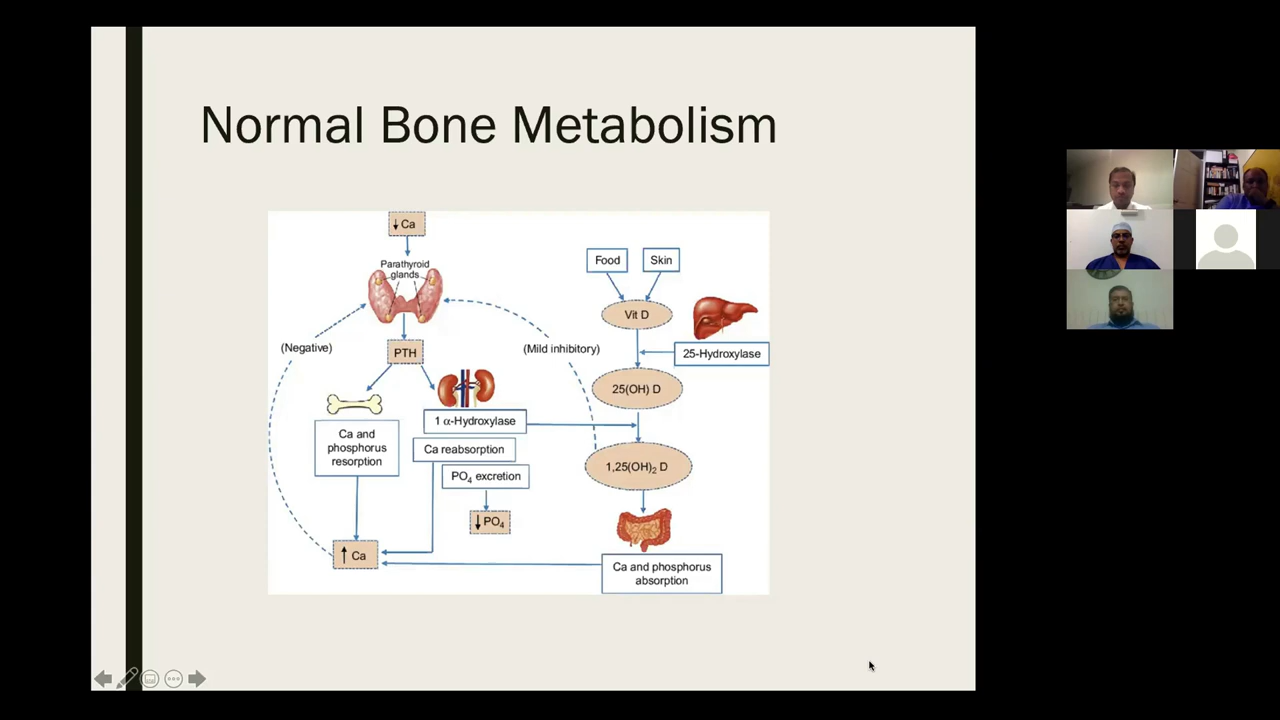 Normal Bone Metabolism
↓ Ca
Parathyroid
glands
Food
Skin
Vit D
25-Hydroxylase
(Negative)
PTH
(Mild inhibitory)
25(OH) D
1 α-Hydroxylase
Ca and
phosphorus
resorption
Ca reabsorption
PO₄ excretion
1,25(OH)₂ D
↓ PO₄
↑ Ca
Ca and phosphorus
absorption